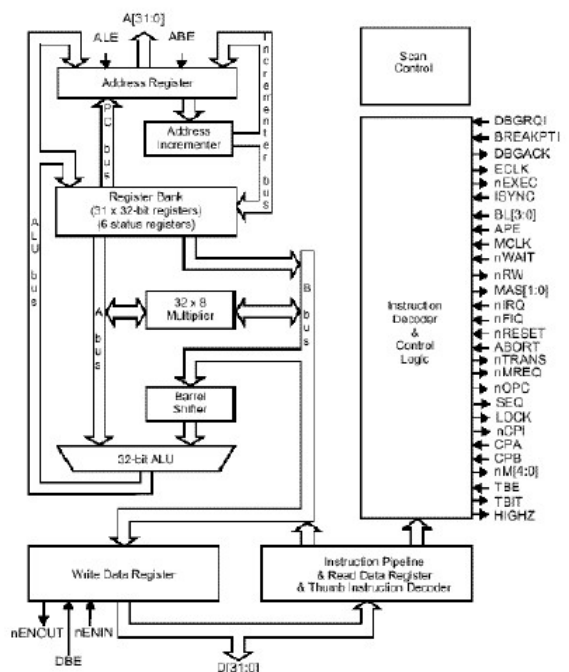 A[31:0]
ALE
ABE
Address Register
Address
Incrementer
Incrementer bus
PC bus
Register Bank
(31 x 32-bit registers)
(6 status registers)
ALU bus
A bus
B bus
32 x 8
Multiplier
Barrel
Shifter
32-bit ALU
Write Data Register
Instruction Pipeline
& Read Data Register
& Thumb Instruction Decoder
nENOUT
nENIN
DBE
D[31:0]
Scan
Control
Instruction
Decoder
&
Control
Logic
DBGRQI
BREAKPTI
DBGACK
ECLK
nEXEC
ISYNC
BL[3:0]
APE
MCLK
nWAIT
nRW
MAS[1:0]
nIRQ
nFIQ
nRESET
ABORT
nTRANS
nMREQ
nOPC
SEQ
LOCK
nCPI
CPA
CPB
nM[4:0]
TBE
TBIT
HIGHZ